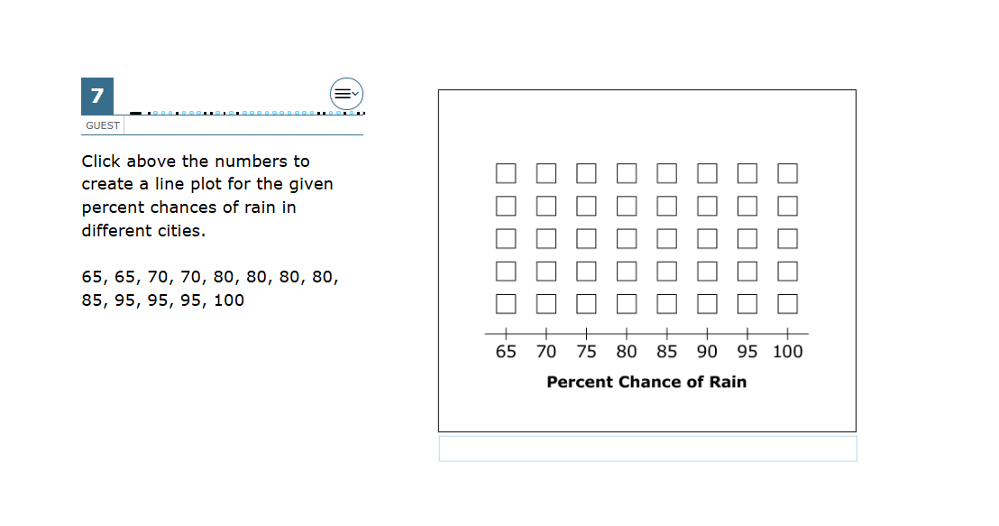 7
GUEST
Click above the numbers to
create a line plot for the given
percent chances of rain in
different cities.
65, 65, 70, 70, 80, 80, 80, 80,
85, 95, 95, 95, 100
65 70 75 80 85 90 95 100
Percent Chance of Rain